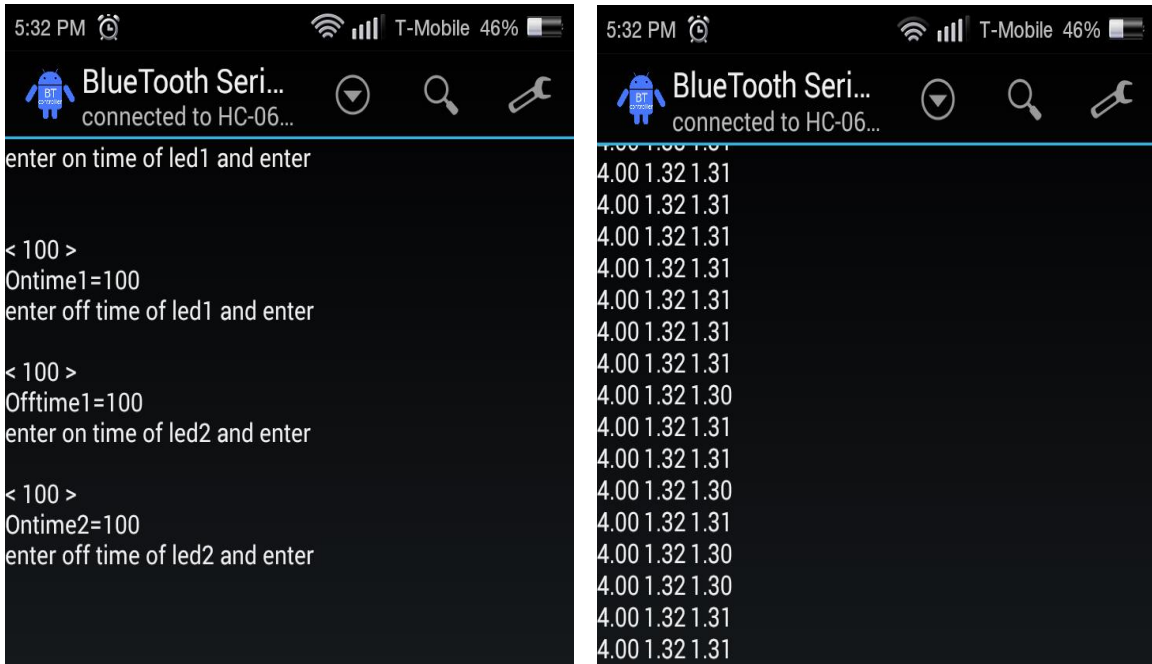 5:32 PM T-Mobile 46%
BT
controller
BlueTooth Seri...
connected to HC-06...
enter on time of led1 and enter
< 100 >
Ontime1=100
enter off time of led1 and enter
< 100 >
Offtime1=100
enter on time of led2 and enter
< 100 >
Ontime2=100
enter off time of led2 and enter
5:32 PM T-Mobile 46%
BT
controller
BlueTooth Seri...
connected to HC-06...
4.00 1.32 1.31
4.00 1.32 1.31
4.00 1.32 1.31
4.00 1.32 1.31
4.00 1.32 1.31
4.00 1.32 1.31
4.00 1.32 1.31
4.00 1.32 1.30
4.00 1.32 1.31
4.00 1.32 1.31
4.00 1.32 1.30
4.00 1.32 1.31
4.00 1.32 1.30
4.00 1.32 1.30
4.00 1.32 1.31
4.00 1.32 1.31